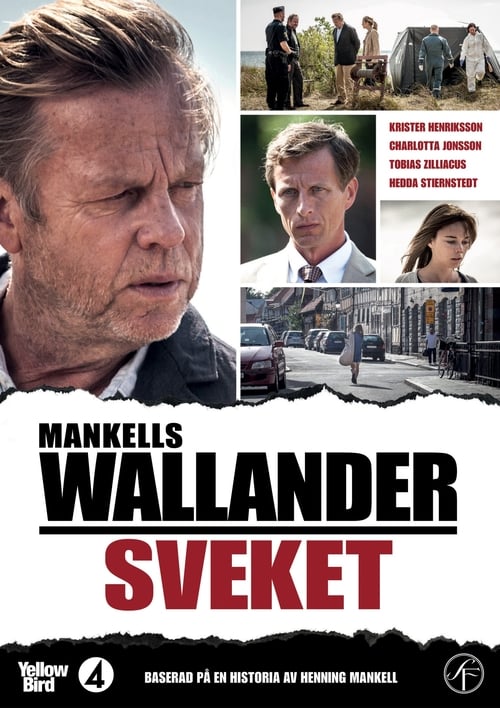 KRISTER HENRIKSSON
CHARLOTTA JONSSON
TOBIAS ZILLIACUS
HEDDA STIERNSTEDT
MANKELLS
WALLANDER
SVEKET
Yellow
Bird
4
BASERAD PÅ EN HISTORIA AV HENNING MANKELL
SF